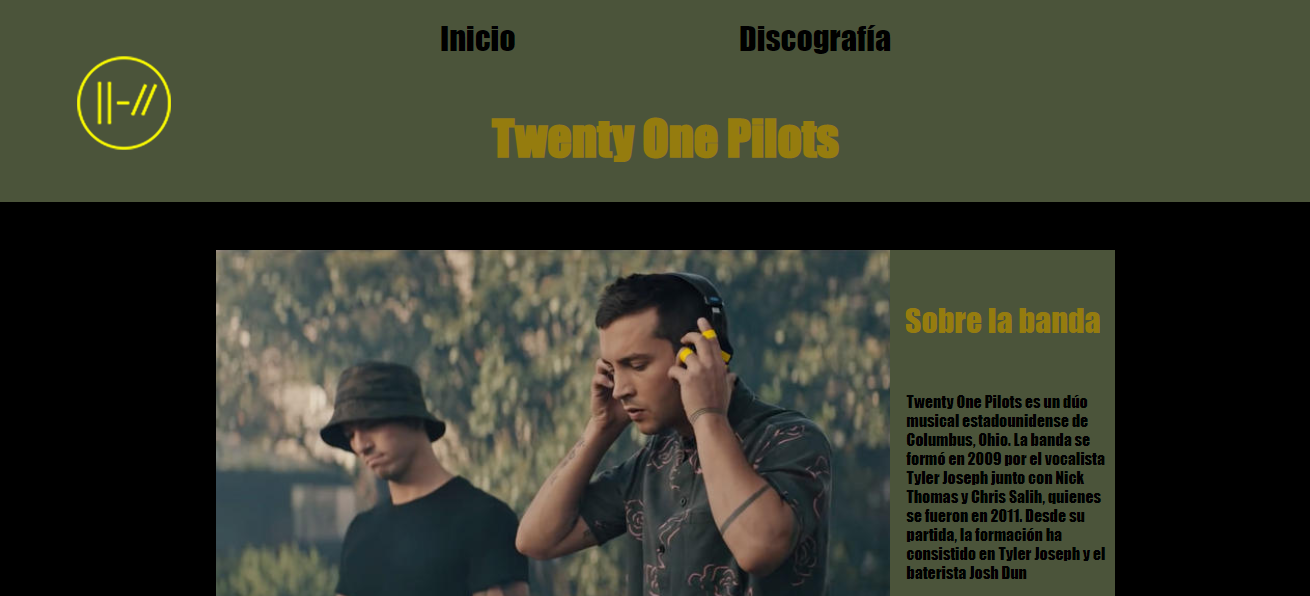 Inicio
Discografía
||-//
Twenty One Pilots
Sobre la banda
Twenty One Pilots es un dúo
musical estadounidense de
Columbus, Ohio. La banda se
formó en 2009 por el vocalista
Tyler Joseph junto con Nick
Thomas y Chris Salih, quienes
se fueron en 2011. Desde su
partida, la formación ha
consistido en Tyler Joseph y el
baterista Josh Dun